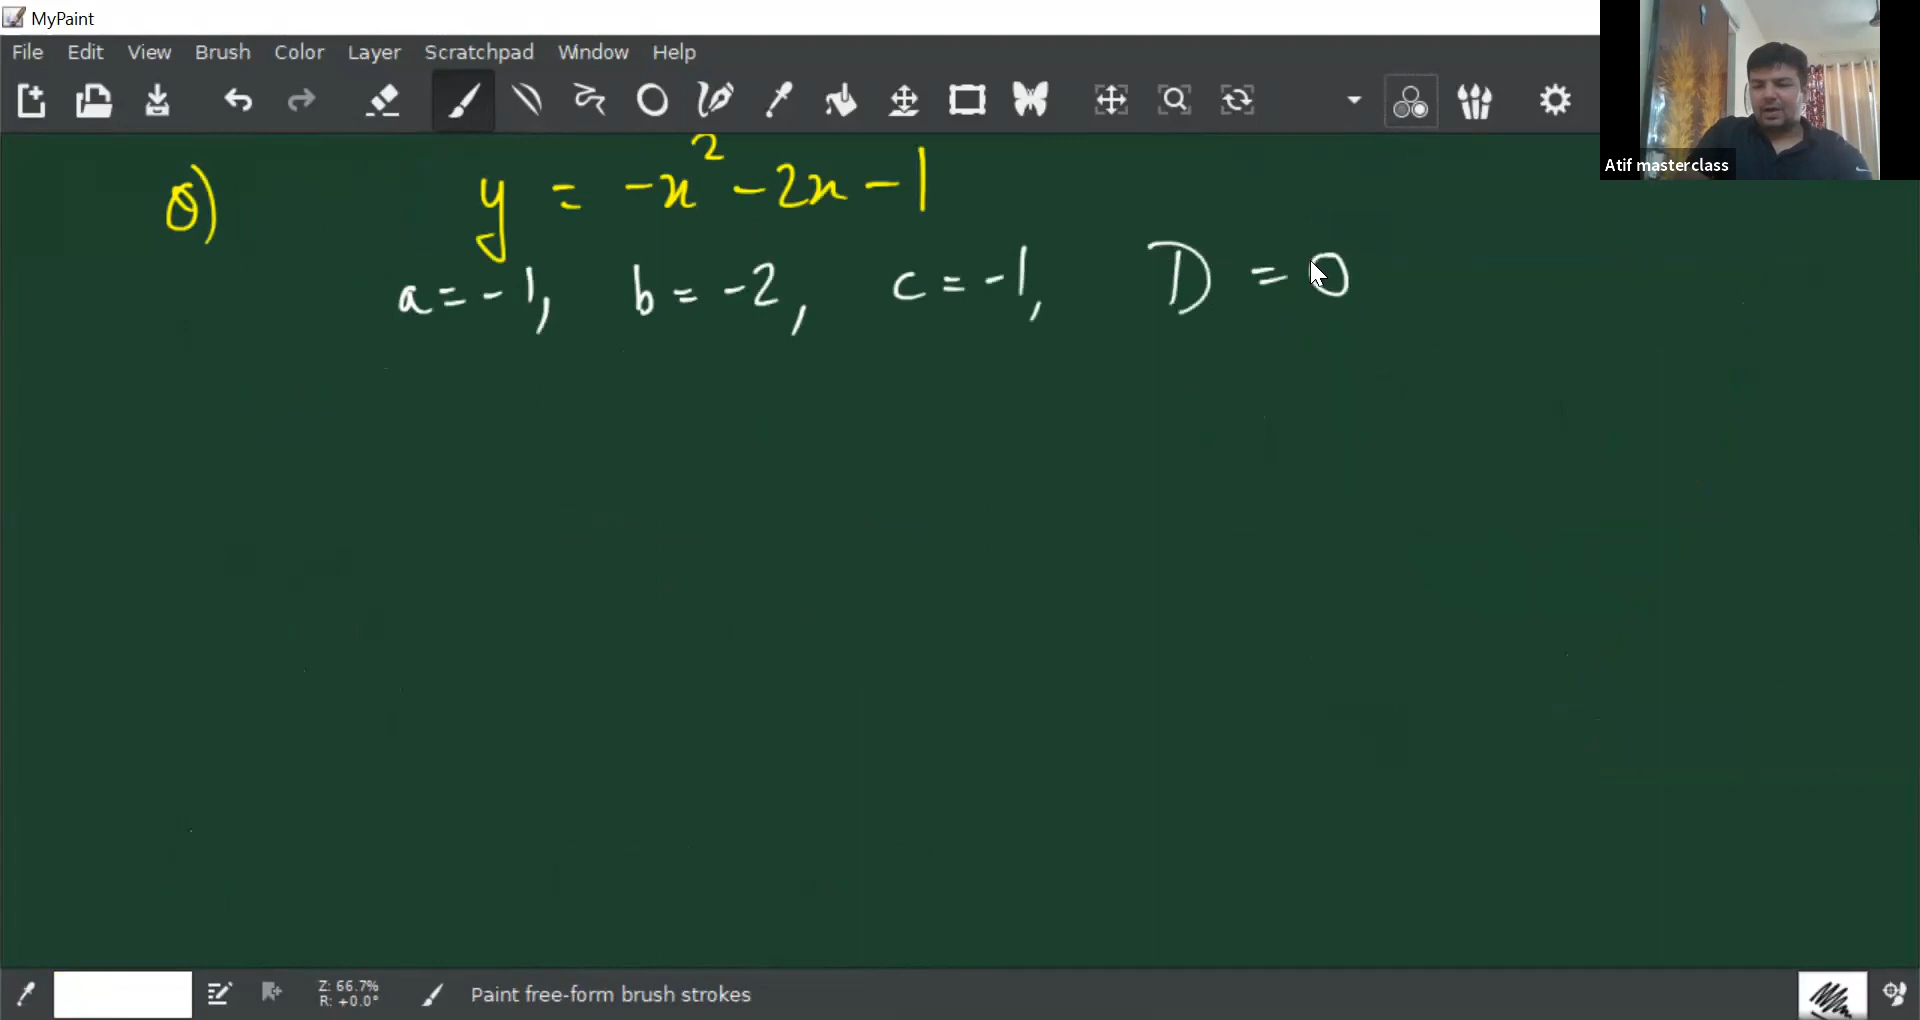 MyPaint
File Edit View Brush Color Layer Scratchpad Window Help
Atif masterclass
Q) y = -x² - 2x - 1
a = -1, b = -2, c = -1, D = 0
Z: 66.7%
R: +0.0°
Paint free-form brush strokes